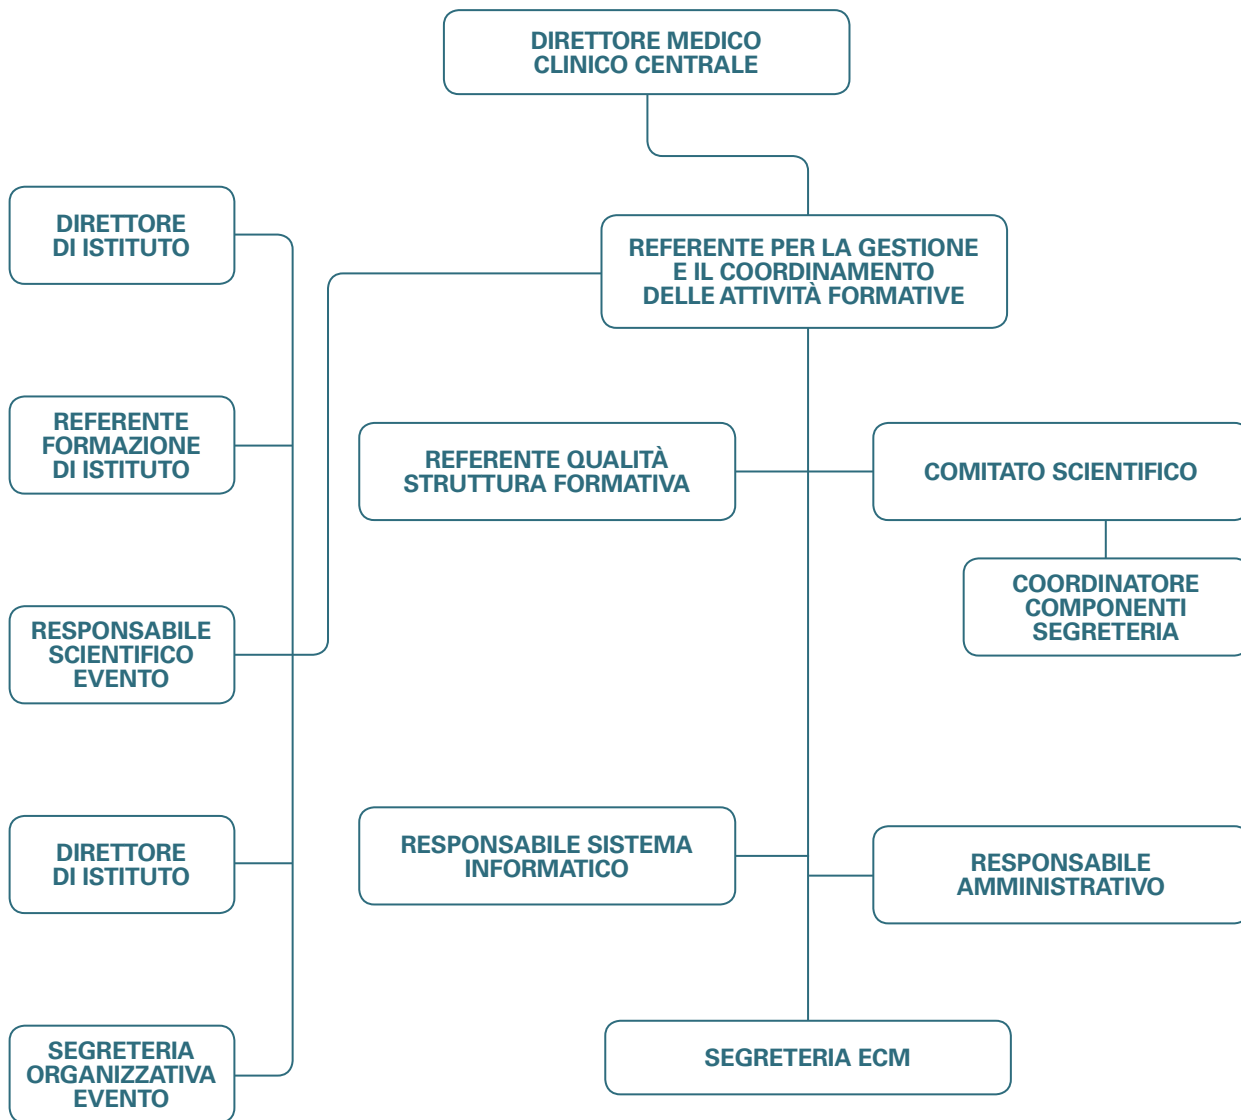 DIRETTORE MEDICO
CLINICO CENTRALE
DIRETTORE
DI ISTITUTO
REFERENTE PER LA GESTIONE
E IL COORDINAMENTO
DELLE ATTIVITÀ FORMATIVE
REFERENTE
FORMAZIONE
DI ISTITUTO
REFERENTE QUALITÀ
STRUTTURA FORMATIVA
COMITATO SCIENTIFICO
COORDINATORE
COMPONENTI
SEGRETERIA
RESPONSABILE
SCIENTIFICO
EVENTO
DIRETTORE
DI ISTITUTO
RESPONSABILE SISTEMA
INFORMATICO
RESPONSABILE
AMMINISTRATIVO
SEGRETERIA
ORGANIZZATIVA
EVENTO
SEGRETERIA ECM